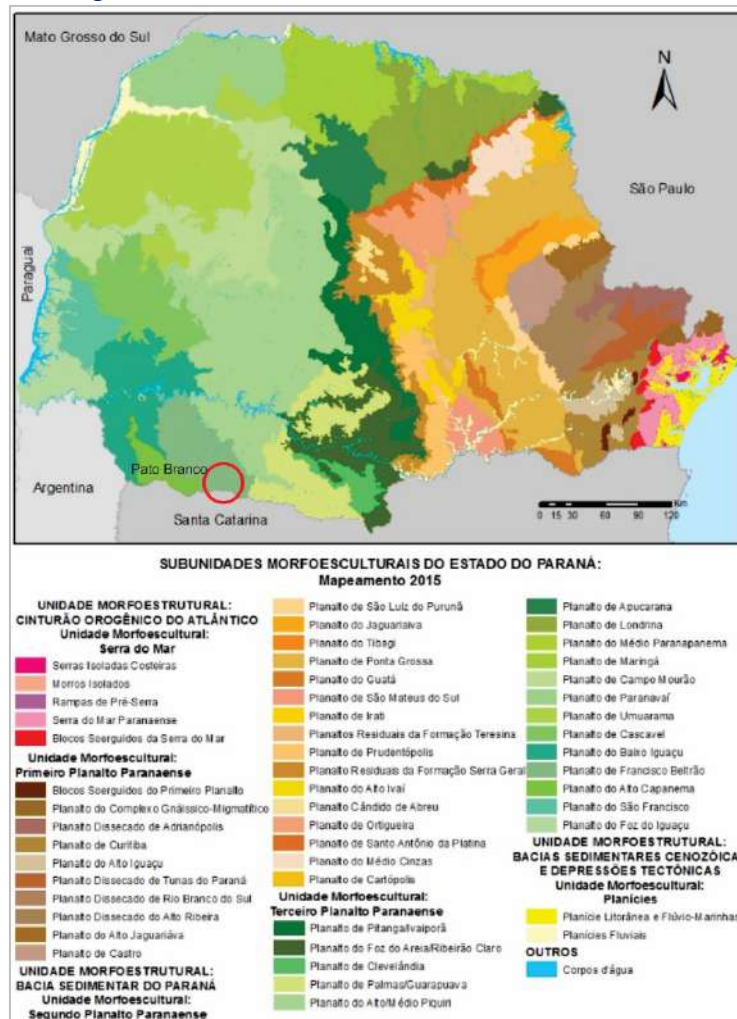 Mato Grosso do Sul
N
São Paulo
Paraguai
Pato Branco
Argentina
Santa Catarina
Km
0 15 30 60 90 120
SUBUNIDADES MORFOESCULTURAIS DO ESTADO DO PARANÁ:
Mapeamento 2015
UNIDADE MORFOESTRUTURAL:
CINTURÃO OROGÊNICO DO ATLÂNTICO
Unidade Morfoescultural:
Serra do Mar
Serras Isoladas Costeiras
Morros Isolados
Rampas de Pré-Serra
Serra do Mar Paranaense
Blocos Soerguidos da Serra do Mar
Unidade Morfoescultural:
Primeiro Planalto Paranaense
Blocos Soerguidos do Primeiro Planalto
Planalto do Complexo Gnáissico-Migmatítico
Planalto Dissecado de Adrianópolis
Planalto de Curitiba
Planalto do Alto Iguaçu
Planalto Dissecado de Tunas do Paraná
Planalto Dissecado de Rio Branco do Sul
Planalto Dissecado do Alto Ribeira
Planalto do Alto Jaguariáva
Planalto de Castro
UNIDADE MORFOESTRUTURAL:
BACIA SEDIMENTAR DO PARANÁ
Unidade Morfoescultural:
Segundo Planalto Paranaense
Planalto de São Luiz do Purunã
Planalto do Jaguariaiva
Planalto do Tibagi
Planalto de Ponta Grossa
Planalto do Guatá
Planalto de São Mateus do Sul
Planalto de Irati
Planaltos Residuais da Formação Teresina
Planalto de Prudentópolis
Planalto Residuais da Formação Serra Geral
Planalto do Alto Ivaí
Planalto Cândido de Abreu
Planalto de Ortigueira
Planalto de Santo Antônio da Platina
Planalto do Médio Cinzas
Planalto de Carlópolis
Unidade Morfoescultural:
Terceiro Planalto Paranaense
Planalto de Pitanga/Ivaiporã
Planalto do Foz do Areia/Ribeirão Claro
Planalto de Clevelândia
Planalto de Palmas/Guarapuava
Planalto do Alto/Médio Piquiri
Planalto de Apucarana
Planalto de Londrina
Planalto do Médio Paranapanema
Planalto de Maringá
Planalto de Campo Mourão
Planalto de Paranavaí
Planalto de Umuarama
Planalto de Cascavel
Planalto do Baixo Iguaçu
Planalto de Francisco Beltrão
Planalto do Alto Capanema
Planalto do São Francisco
Planalto do Foz do Iguaçu
UNIDADE MORFOESTRUTURAL:
BACIAS SEDIMENTARES CENOZÓICA
E DEPRESSÕES TECTÔNICAS
Unidade Morfoescultural:
Planícies
Planície Litorânea e Flúvio-Marinhas
Planícies Fluviais
OUTROS
Corpos d'água